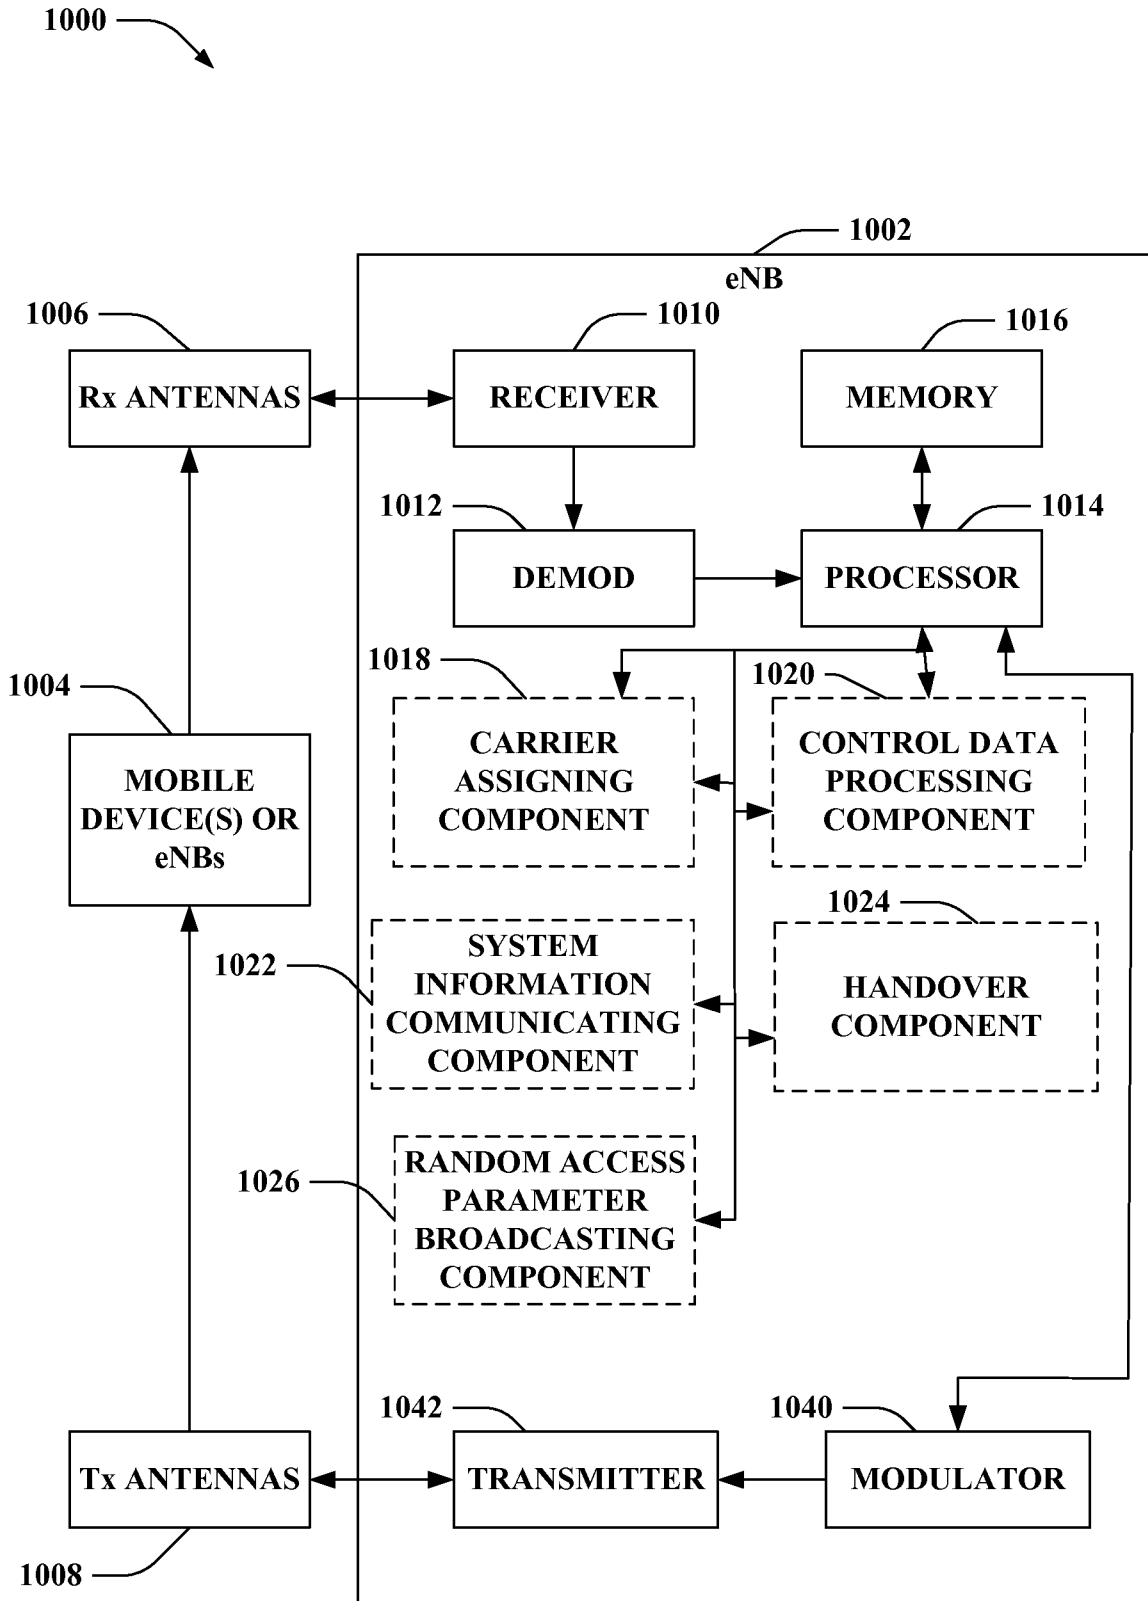 1000
1002
eNB
1006
1010
1016
Rx ANTENNAS
RECEIVER
MEMORY
1012
1014
DEMOD
PROCESSOR
1018
1020
1004
CARRIER
ASSIGNING
COMPONENT
CONTROL DATA
PROCESSING
COMPONENT
MOBILE
DEVICE(S) OR
eNBs
1024
1022
SYSTEM
INFORMATION
COMMUNICATING
COMPONENT
HANDOVER
COMPONENT
1026
RANDOM ACCESS
PARAMETER
BROADCASTING
COMPONENT
1042
1040
Tx ANTENNAS
TRANSMITTER
MODULATOR
1008